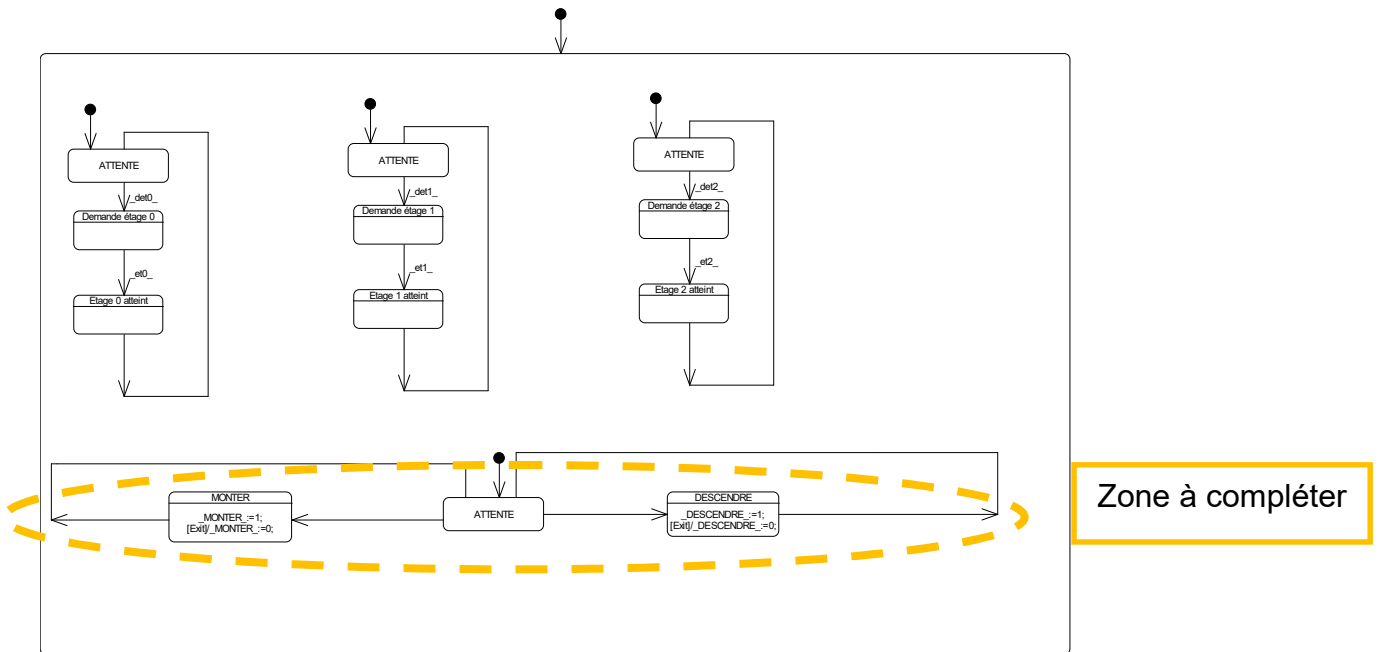 ATTENTE
_det0_
Demande étage 0
_et0_
Etage 0 atteint
ATTENTE
_det1_
Demande étage 1
_et1_
Etage 1 atteint
ATTENTE
_det2_
Demande étage 2
_et2_
Etage 2 atteint
MONTER
_MONTER_:=1;
[Exit]/_MONTER_:=0;
ATTENTE
DESCENDRE
_DESCENDRE_:=1;
[Exit]/_DESCENDRE_:=0;
Zone à compléter